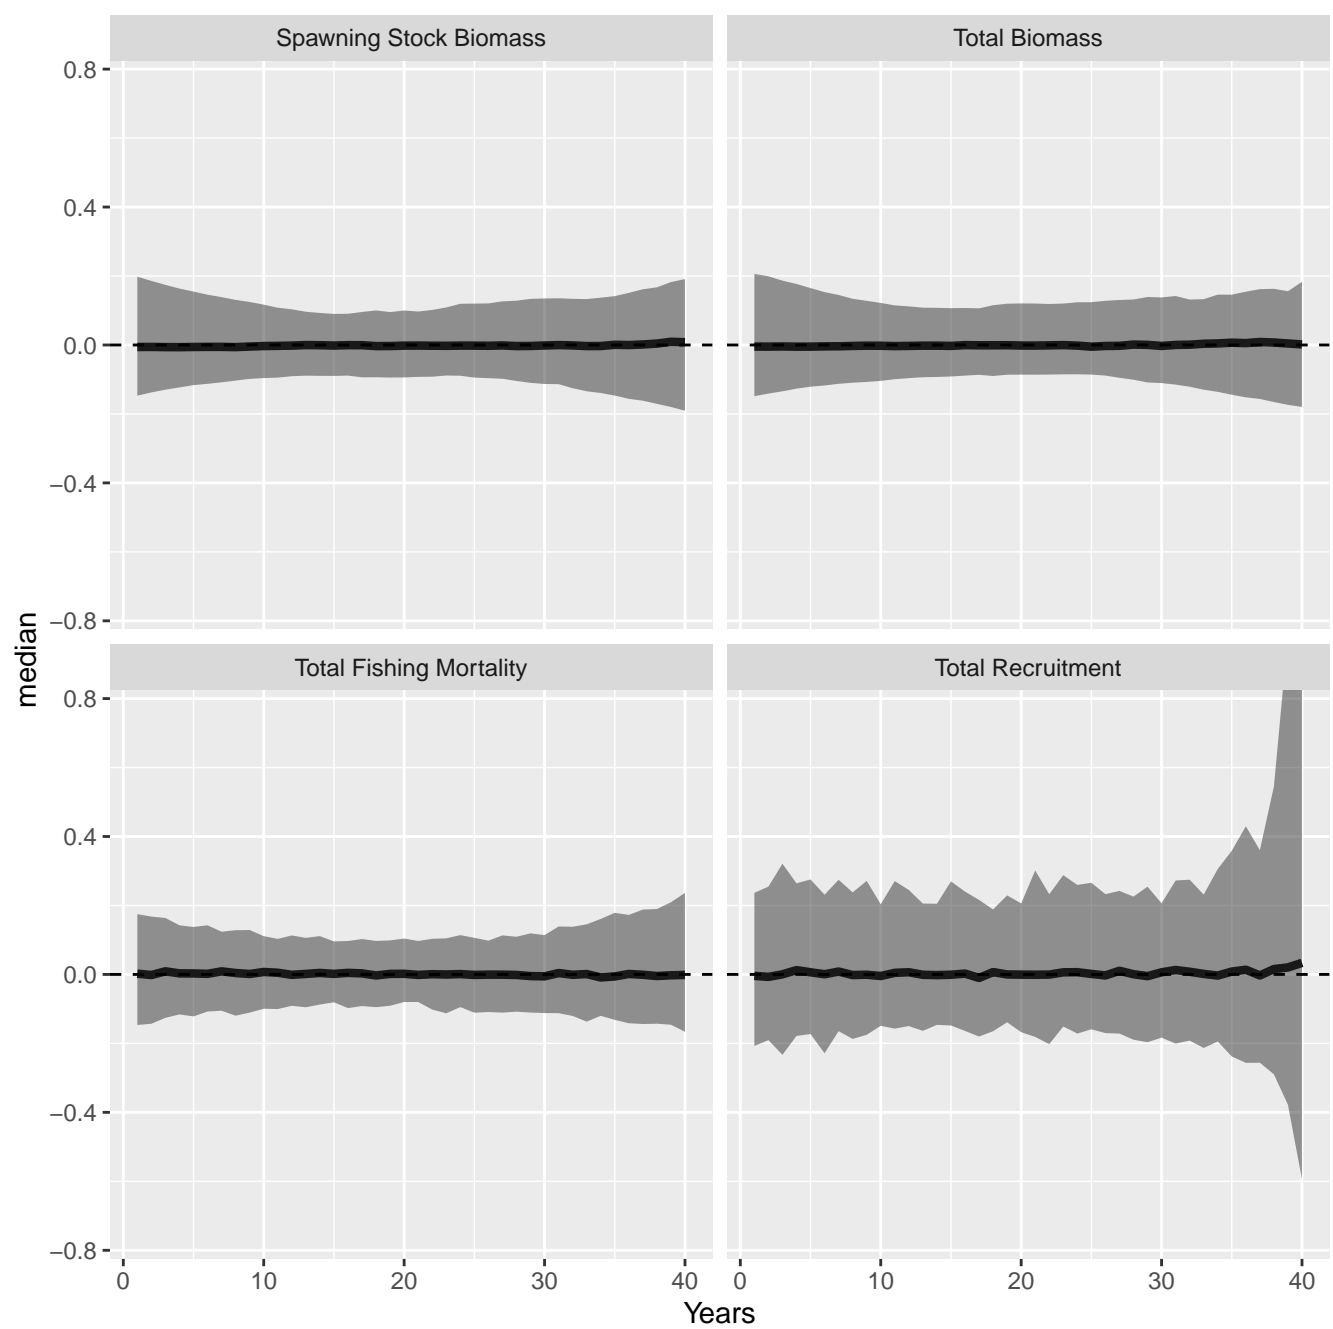 Spawning Stock Biomass
Total Biomass
0.8
0.4
0.0
−0.4
−0.8
median
Total Fishing Mortality
Total Recruitment
0.8
0.4
0.0
−0.4
−0.8
0 10 20 30 40
0 10 20 30 40
Years